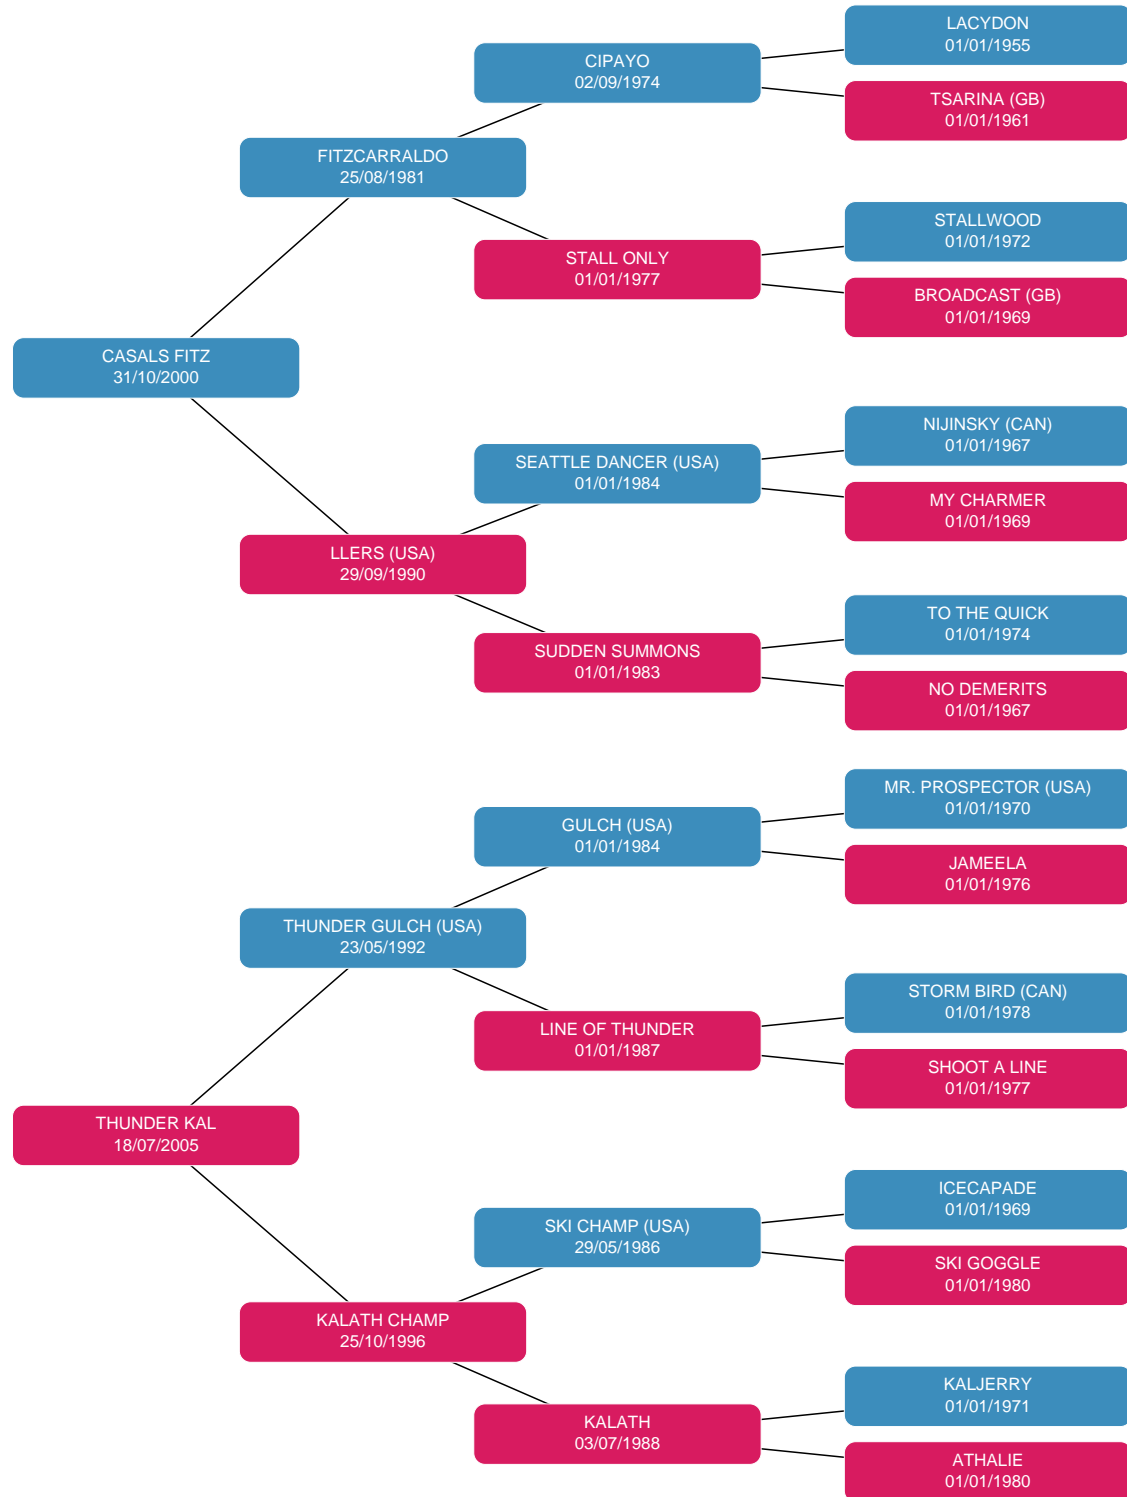 LACYDON
01/01/1955
CIPAYO
02/09/1974
TSARINA (GB)
01/01/1961
FITZCARRALDO
25/08/1981
STALLWOOD
01/01/1972
STALL ONLY
01/01/1977
BROADCAST (GB)
01/01/1969
CASALS FITZ
31/10/2000
NIJINSKY (CAN)
01/01/1967
SEATTLE DANCER (USA)
01/01/1984
MY CHARMER
01/01/1969
LLERS (USA)
29/09/1990
TO THE QUICK
01/01/1974
SUDDEN SUMMONS
01/01/1983
NO DEMERITS
01/01/1967
MR. PROSPECTOR (USA)
01/01/1970
GULCH (USA)
01/01/1984
JAMEELA
01/01/1976
THUNDER GULCH (USA)
23/05/1992
STORM BIRD (CAN)
01/01/1978
LINE OF THUNDER
01/01/1987
SHOOT A LINE
01/01/1977
THUNDER KAL
18/07/2005
ICECAPADE
01/01/1969
SKI CHAMP (USA)
29/05/1986
SKI GOGGLE
01/01/1980
KALATH CHAMP
25/10/1996
KALJERRY
01/01/1971
KALATH
03/07/1988
ATHALIE
01/01/1980